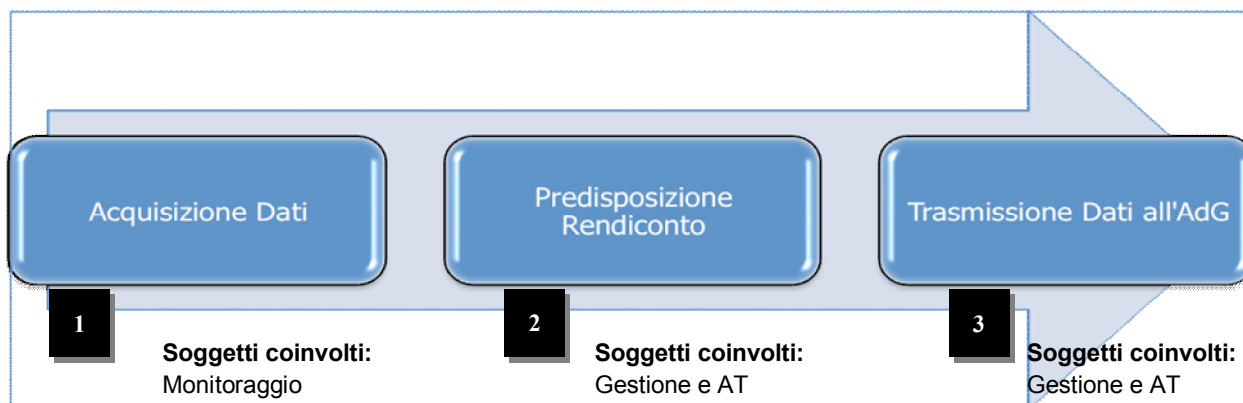 Acquisizione Dati
Predisposizione
Rendiconto
Trasmissione Dati all'AdG
1
Soggetti coinvolti:
Monitoraggio
2
Soggetti coinvolti:
Gestione e AT
3
Soggetti coinvolti:
Gestione e AT